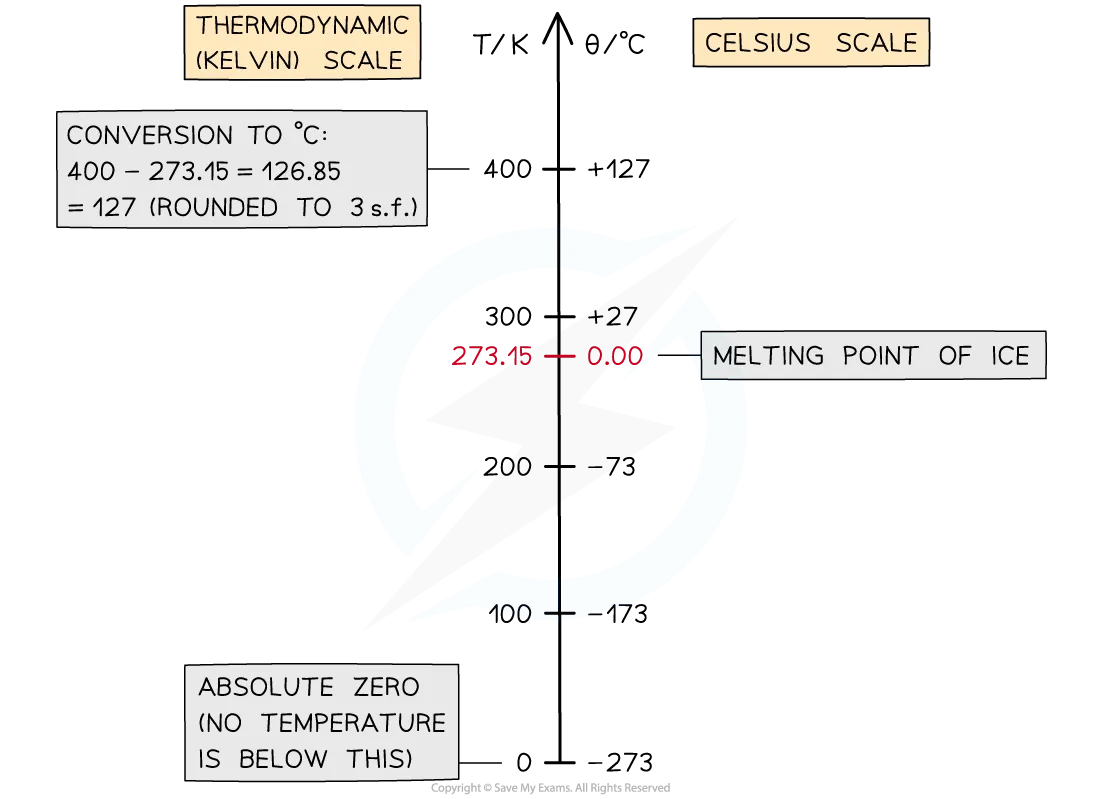 THERMODYNAMIC
(KELVIN) SCALE
T/K θ/°C
CELSIUS SCALE
CONVERSION TO °C:
400 – 273.15 = 126.85
= 127 (ROUNDED TO 3 s.f.)
400 +127
300 +27
273.15 0.00
MELTING POINT OF ICE
200 –73
100 –173
ABSOLUTE ZERO
(NO TEMPERATURE
IS BELOW THIS)
0 –273
Copyright © Save My Exams. All Rights Reserved